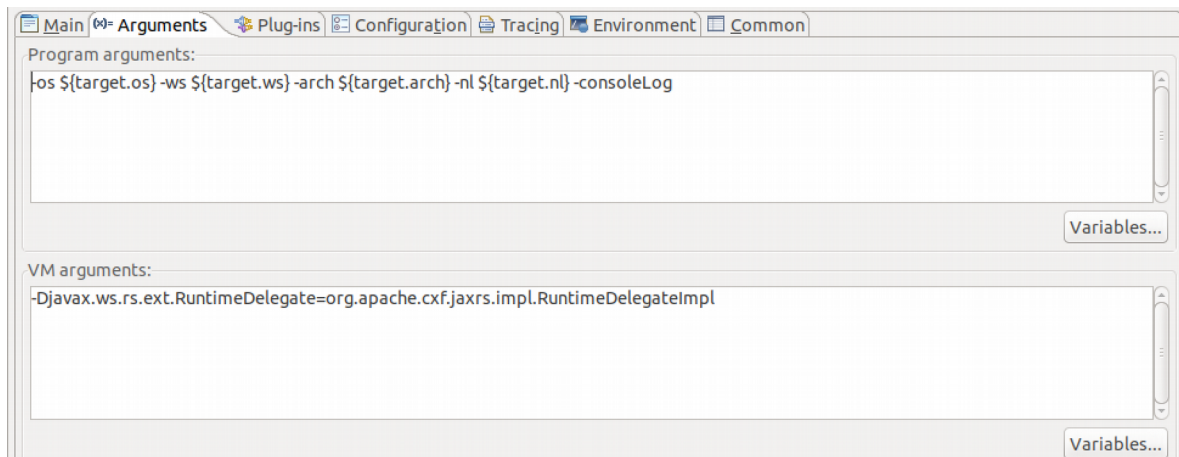 Main (x)= Arguments Plug-ins Configuration Tracing Environment Common
Program arguments:
-os ${target.os} -ws ${target.ws} -arch ${target.arch} -nl ${target.nl} -consoleLog
Variables...
VM arguments:
-Djavax.ws.rs.ext.RuntimeDelegate=org.apache.cxf.jaxrs.impl.RuntimeDelegateImpl
Variables...